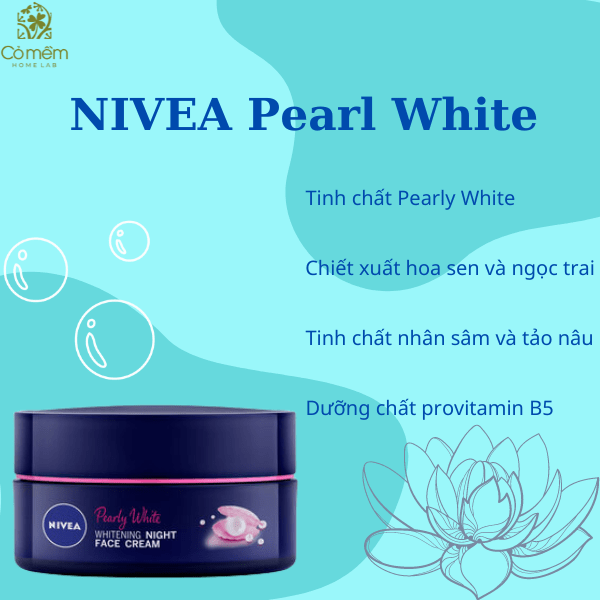 Cỏ mềm
HOME LAB
NIVEA Pearl White
Tinh chất Pearly White
Chiết xuất hoa sen và ngọc trai
Tinh chất nhân sâm và tảo nâu
Dưỡng chất provitamin B5
NIVEA
Pearly White
WHITENING NIGHT
FACE CREAM